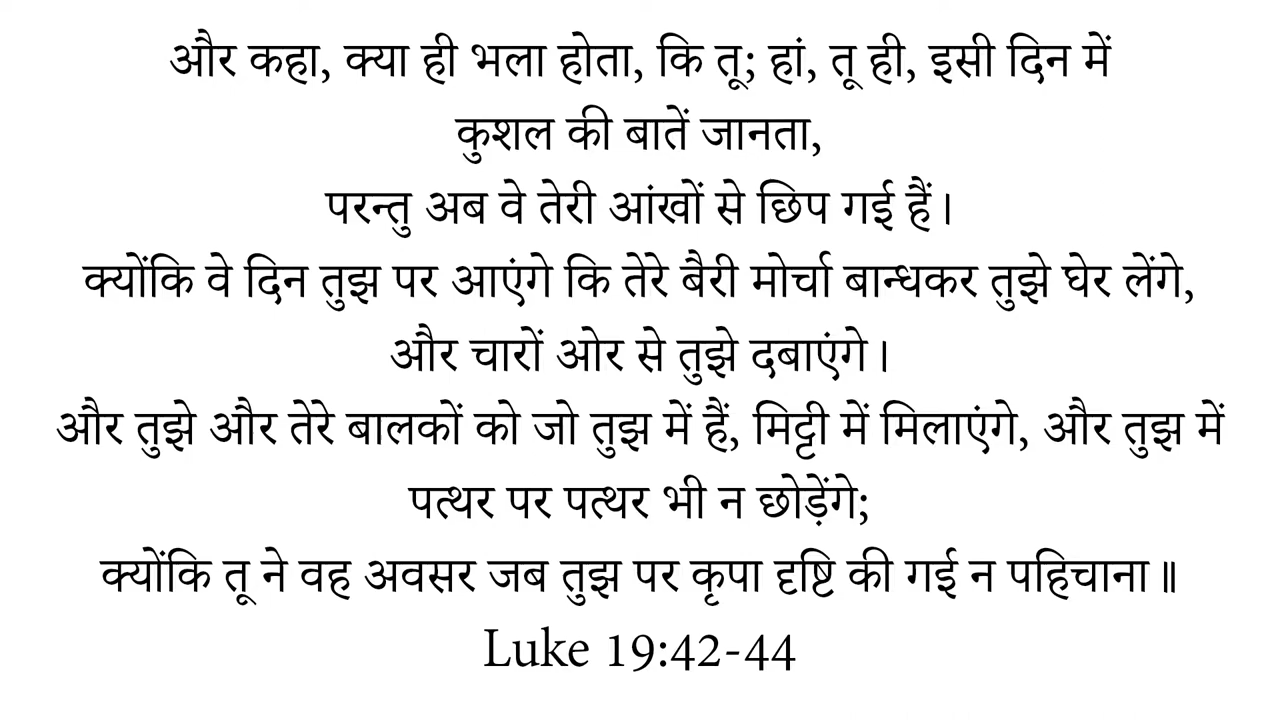 और कहा, क्या ही भला होता, कि तू; हां, तू ही, इसी दिन में
कुशल की बातें जानता,
परन्तु अब वे तेरी आंखों से छिप गई हैं।
क्योंकि वे दिन तुझ पर आएंगे कि तेरे बैरी मोर्चा बान्धकर तुझे घेर लेंगे,
और चारों ओर से तुझे दबाएंगे।
और तुझे और तेरे बालकों को जो तुझ में हैं, मिट्टी में मिलाएंगे, और तुझ में
पत्थर पर पत्थर भी न छोड़ेंगे;
क्योंकि तू ने वह अवसर जब तुझ पर कृपा दृष्टि की गई न पहिचाना॥
Luke 19:42-44